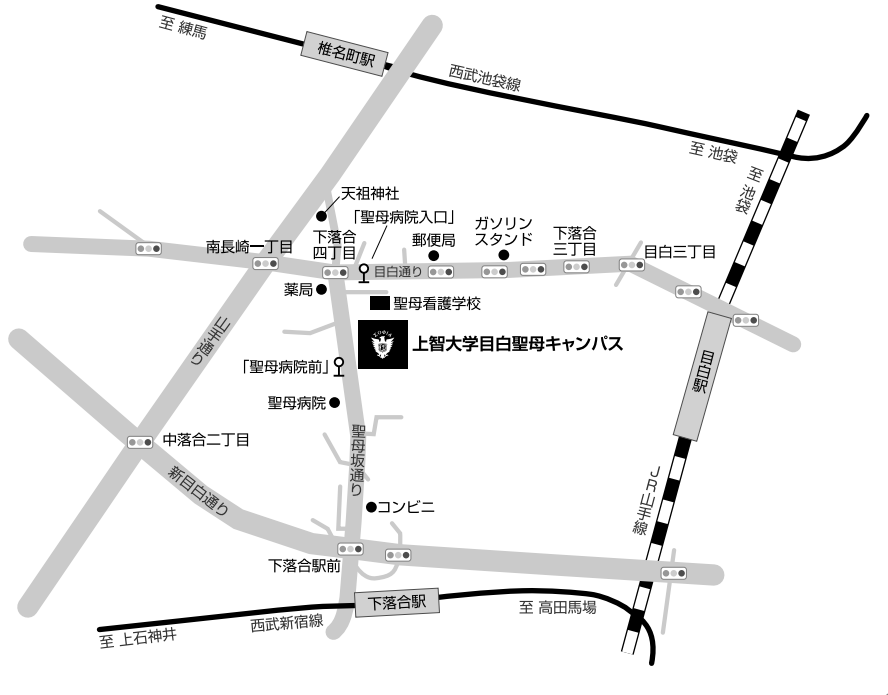 至 練馬
椎名町駅
西武池袋線
至 池袋
至 池袋
天祖神社
「聖母病院入口」
南長崎一丁目
下落合
四丁目
郵便局
ガソリン
スタンド
下落合
三丁目
目白三丁目
目白通り
薬局
聖母看護学校
上智大学目白聖母キャンパス
山手通り
「聖母病院前」
目白駅
聖母病院
中落合二丁目
聖母坂通り
新目白通り
コンビニ
JR山手線
下落合駅前
下落合駅
至 高田馬場
西武新宿線
至 上石神井